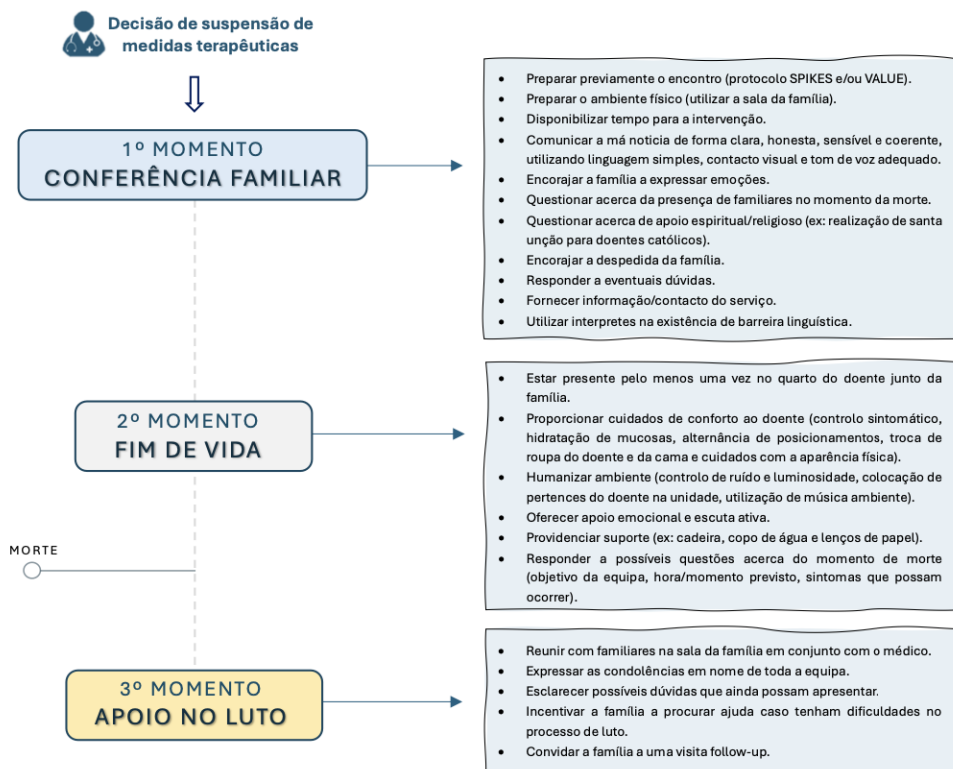 Decisão de suspensão de
medidas terapêuticas
1º MOMENTO
CONFERÊNCIA FAMILIAR
• Preparar previamente o encontro (protocolo SPIKES e/ou VALUE).
• Preparar o ambiente físico (utilizar a sala da família).
• Disponibilizar tempo para a intervenção.
• Comunicar a má noticia de forma clara, honesta, sensível e coerente,
utilizando linguagem simples, contacto visual e tom de voz adequado.
• Encorajar a família a expressar emoções.
• Questionar acerca da presença de familiares no momento da morte.
• Questionar acerca de apoio espiritual/religioso (ex: realização de santa
unção para doentes católicos).
• Encorajar a despedida da família.
• Responder a eventuais dúvidas.
• Fornecer informação/contacto do serviço.
• Utilizar interpretes na existência de barreira linguística.
2º MOMENTO
FIM DE VIDA
• Estar presente pelo menos uma vez no quarto do doente junto da
família.
• Proporcionar cuidados de conforto ao doente (controlo sintomático,
hidratação de mucosas, alternância de posicionamentos, troca de
roupa do doente e da cama e cuidados com a aparência física).
• Humanizar ambiente (controlo de ruído e luminosidade, colocação de
pertences do doente na unidade, utilização de música ambiente).
• Oferecer apoio emocional e escuta ativa.
• Providenciar suporte (ex: cadeira, copo de água e lenços de papel).
• Responder a possíveis questões acerca do momento de morte
(objetivo da equipa, hora/momento previsto, sintomas que possam
ocorrer).
MORTE
3º MOMENTO
APOIO NO LUTO
• Reunir com familiares na sala da família em conjunto com o médico.
• Expressar as condolências em nome de toda a equipa.
• Esclarecer possíveis dúvidas que ainda possam apresentar.
• Incentivar a família a procurar ajuda caso tenham dificuldades no
processo de luto.
• Convidar a família a uma visita follow-up.